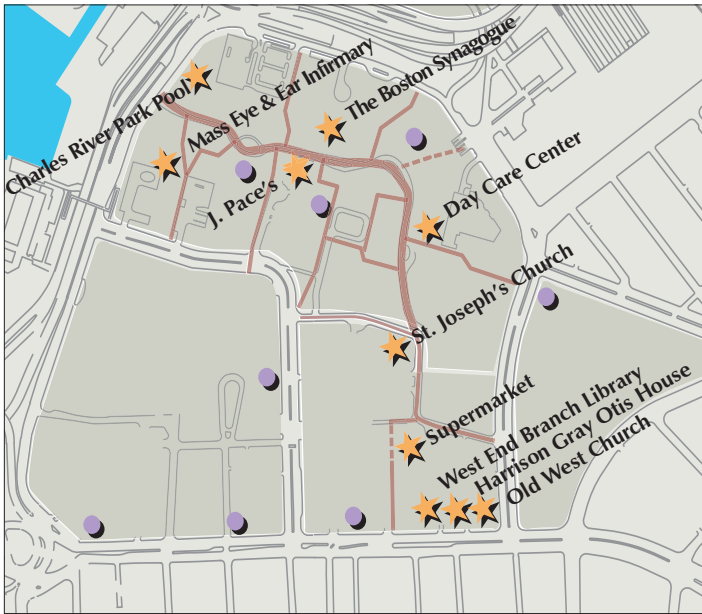 Charles River Park Pool
Mass Eye & Ear Infirmary
The Boston Synagogue
J. Pace's
Day Care Center
St. Joseph's Church
Supermarket
West End Branch Library
Harrison Gray Otis House
Old West Church